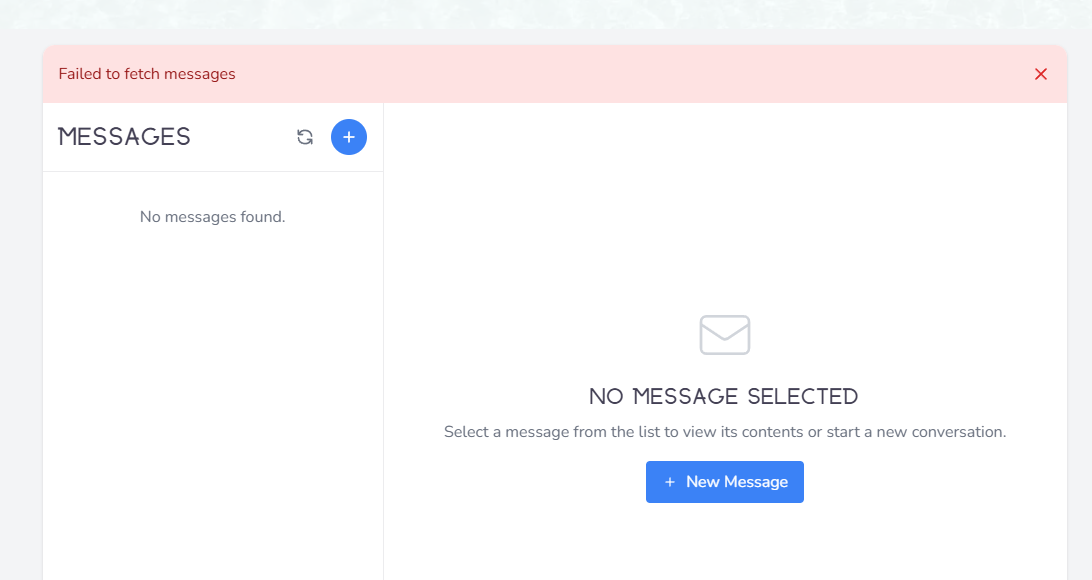 Failed to fetch messages
MESSAGES
No messages found.
NO MESSAGE SELECTED
Select a message from the list to view its contents or start a new conversation.
+ New Message